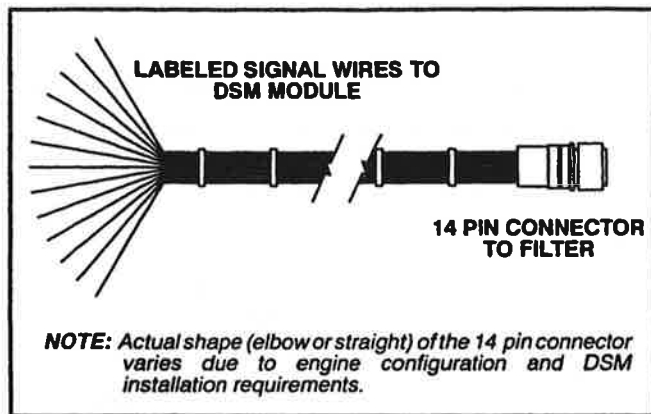 LABELED SIGNAL WIRES TO
DSM MODULE
14 PIN CONNECTOR
TO FILTER
NOTE: Actual shape (elbow or straight) of the 14 pin connector
varies due to engine configuration and DSM
installation requirements.